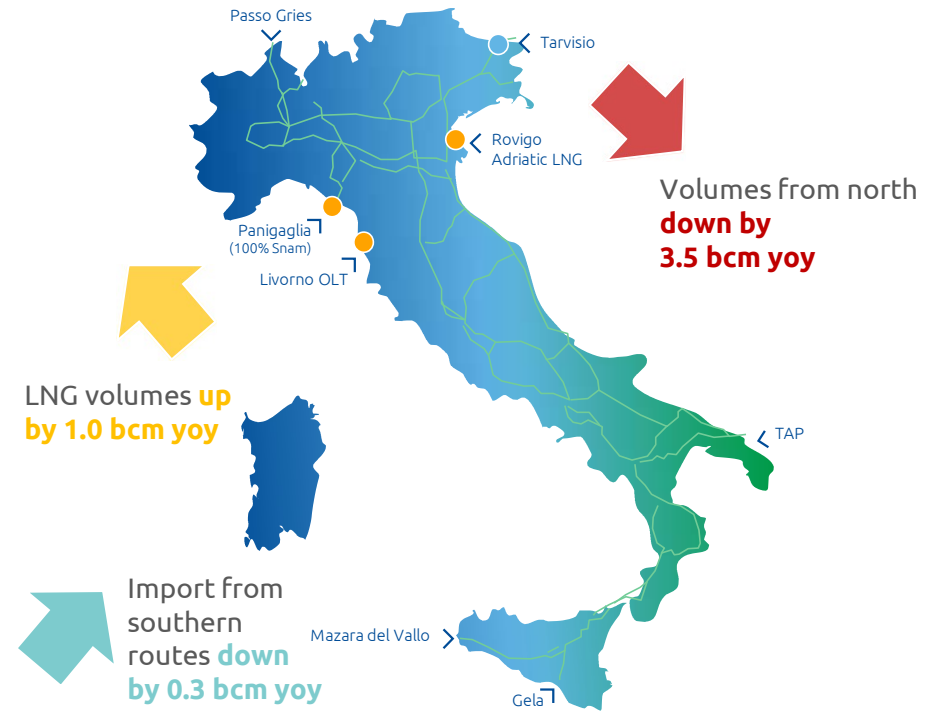 Passo Gries
Tarvisio
Rovigo
Adriatic LNG
Volumes from north
down by
3.5 bcm yoy
Panigaglia
(100% Snam)
Livorno OLT
LNG volumes up
by 1.0 bcm yoy
TAP
Import from
southern
routes down
by 0.3 bcm yoy
Mazara del Vallo
Gela